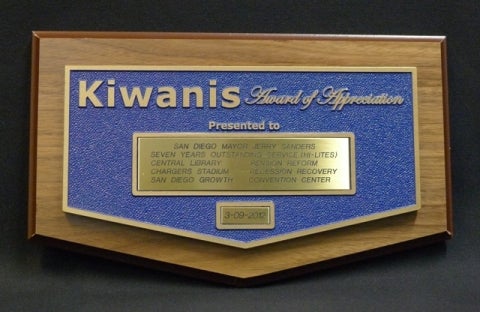 Kiwanis Award of Appreciation
Presented to
SAN DIEGO MAYOR JERRY SANDERS
SEVEN YEARS OUTSTANDING SERVICE (HI-LITES)
CENTRAL LIBRARY PENSION REFORM
CHARGERS STADIUM RECESSION RECOVERY
SAN DIEGO GROWTH CONVENTION CENTER
3-09-2012